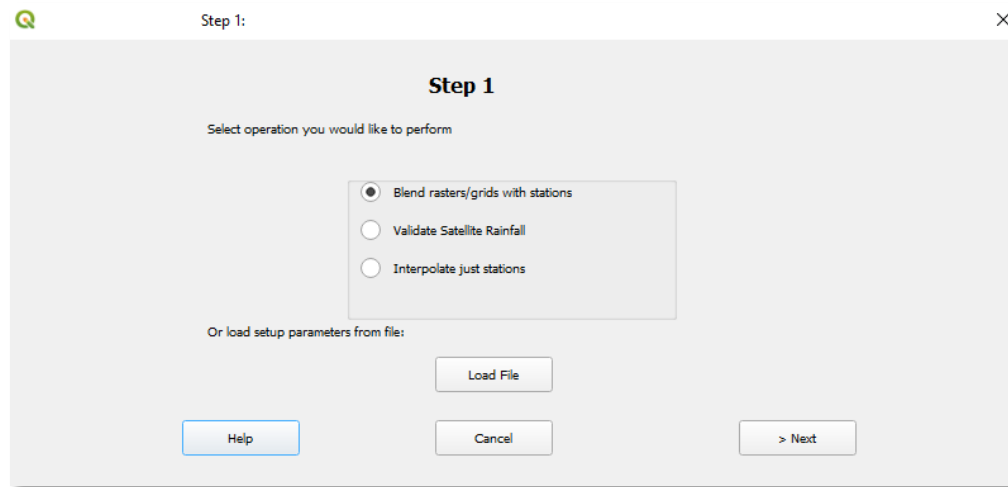 Step 1:
Step 1
Select operation you would like to perform
Blend rasters/grids with stations
Validate Satellite Rainfall
Interpolate just stations
Or load setup parameters from file:
Load File
Help
Cancel
> Next